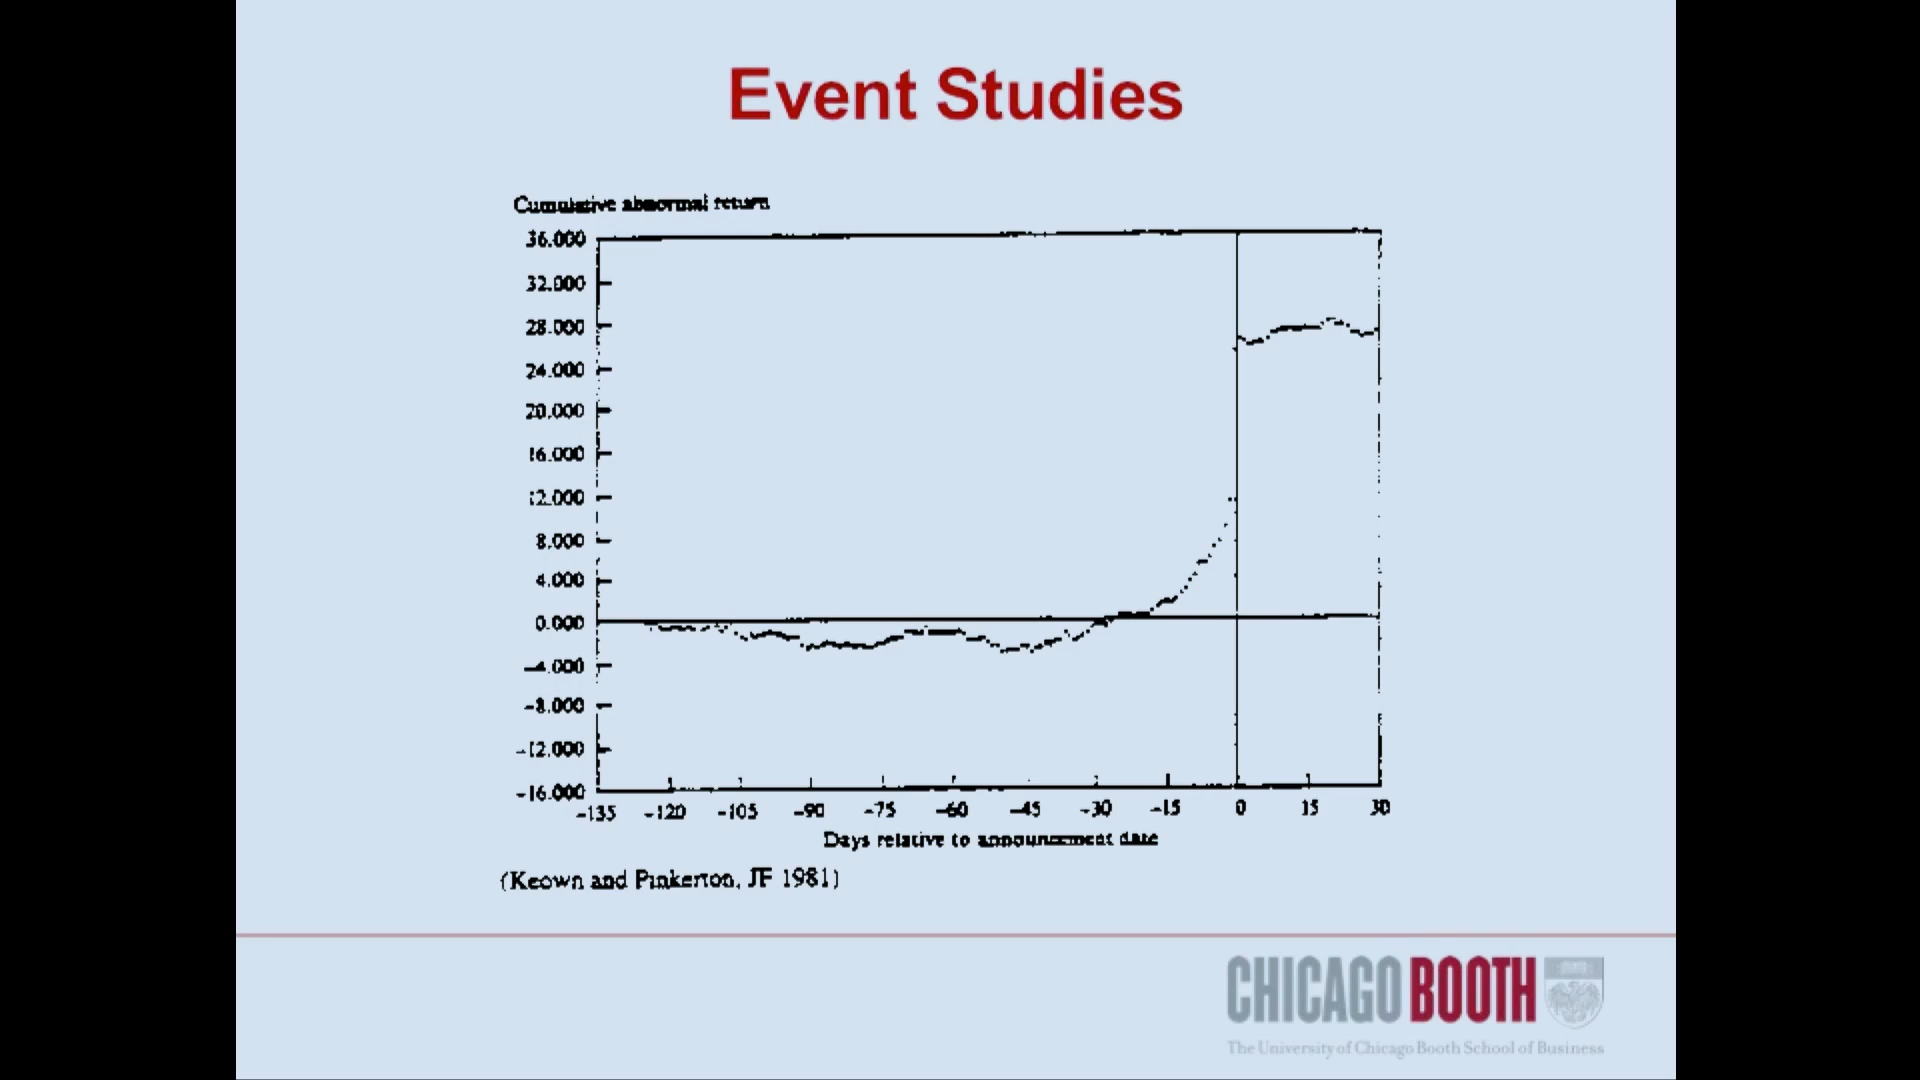 Event Studies
Cumulative abnormal return
36.000
32.000
28.000
24.000
20.000
16.000
12.000
8.000
4.000
0.000
-4.000
-8.000
-12.000
-16.000
-135 -120 -105 -90 -75 -60 -45 -30 -15 0 15 30
Days relative to announcement date
(Keown and Pinkerton, JF 1981)
CHICAGO BOOTH
The University of Chicago Booth School of Business